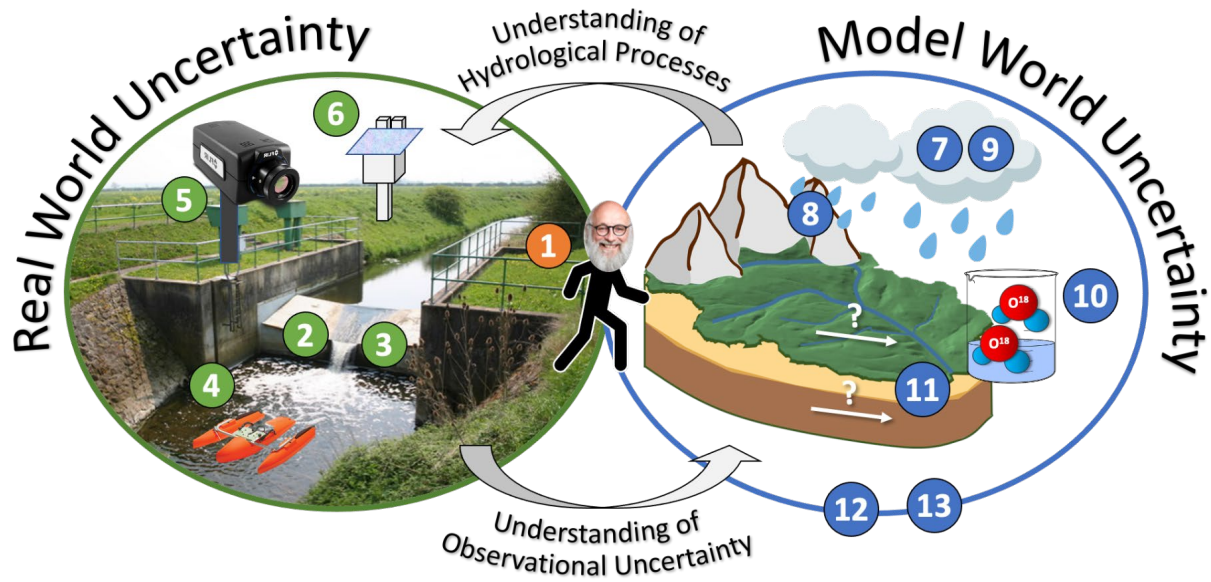 Real World Uncertainty
Understanding of
Hydrological Processes
Model World Uncertainty
6
5
1
2
3
4
7
9
8
10
O18
O18
?
?
11
12
13
Understanding of
Observational Uncertainty